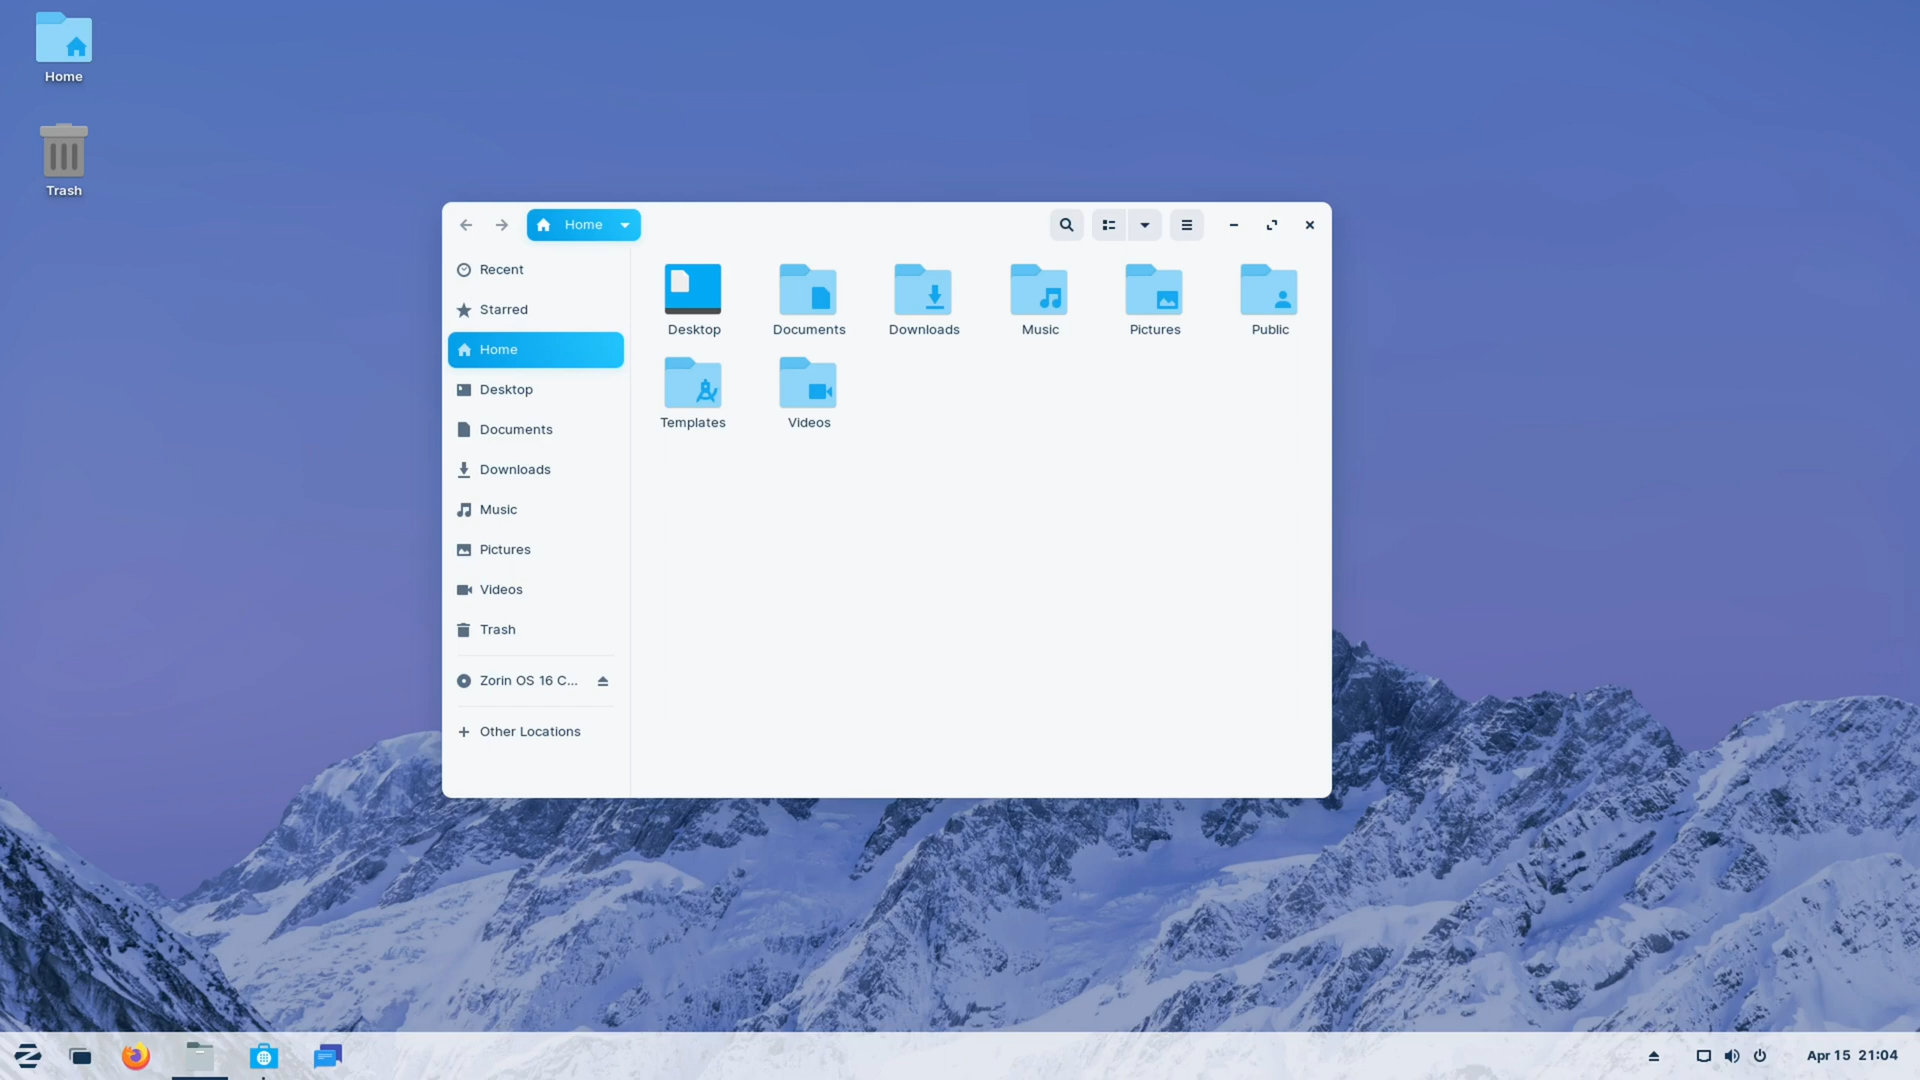 Home
Trash
Home
Recent
Starred
Home
Desktop
Documents
Downloads
Music
Pictures
Videos
Trash
Zorin OS 16 C...
Other Locations
Desktop
Documents
Downloads
Music
Pictures
Public
Templates
Videos
Apr 15 21:04